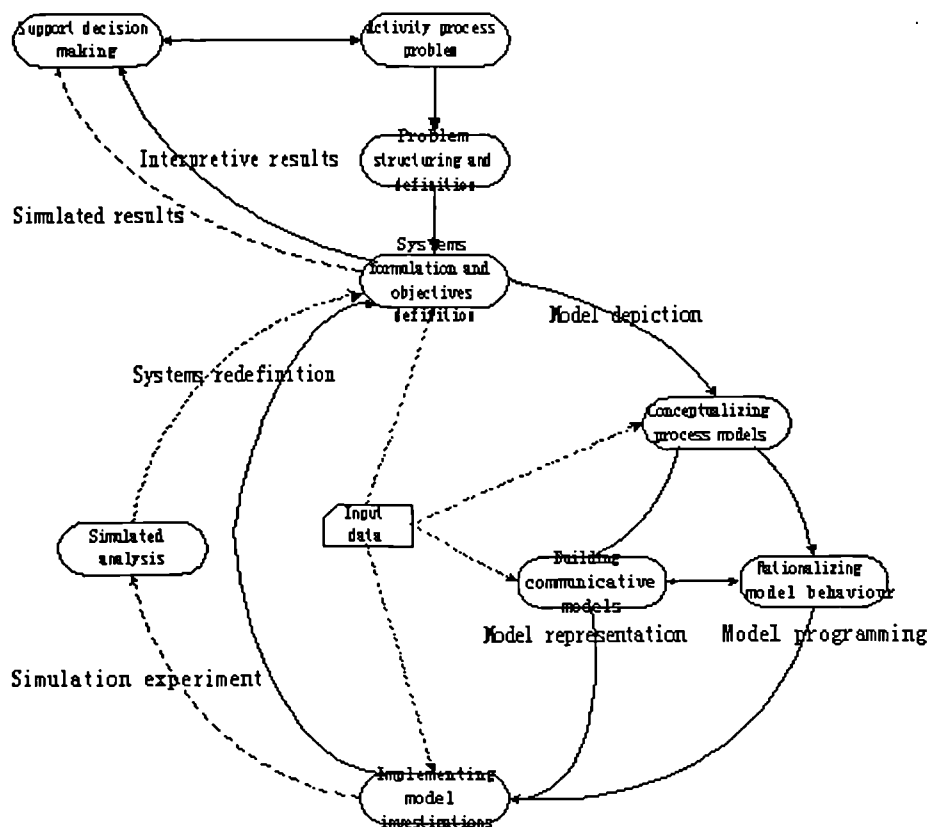 Support decision
making
Activity process
problem
Problem
structuring and
definition
Interpretive results
Simulated results
Systems
formulation and
objectives
definition
Model depiction
Systems redefinition
Conceptualizing
process models
Input
data
Simulated
analysis
Building
communicative
models
Rationalizing
model behaviour
Model representation
Model programming
Simulation experiment
Implementing
model
investigations